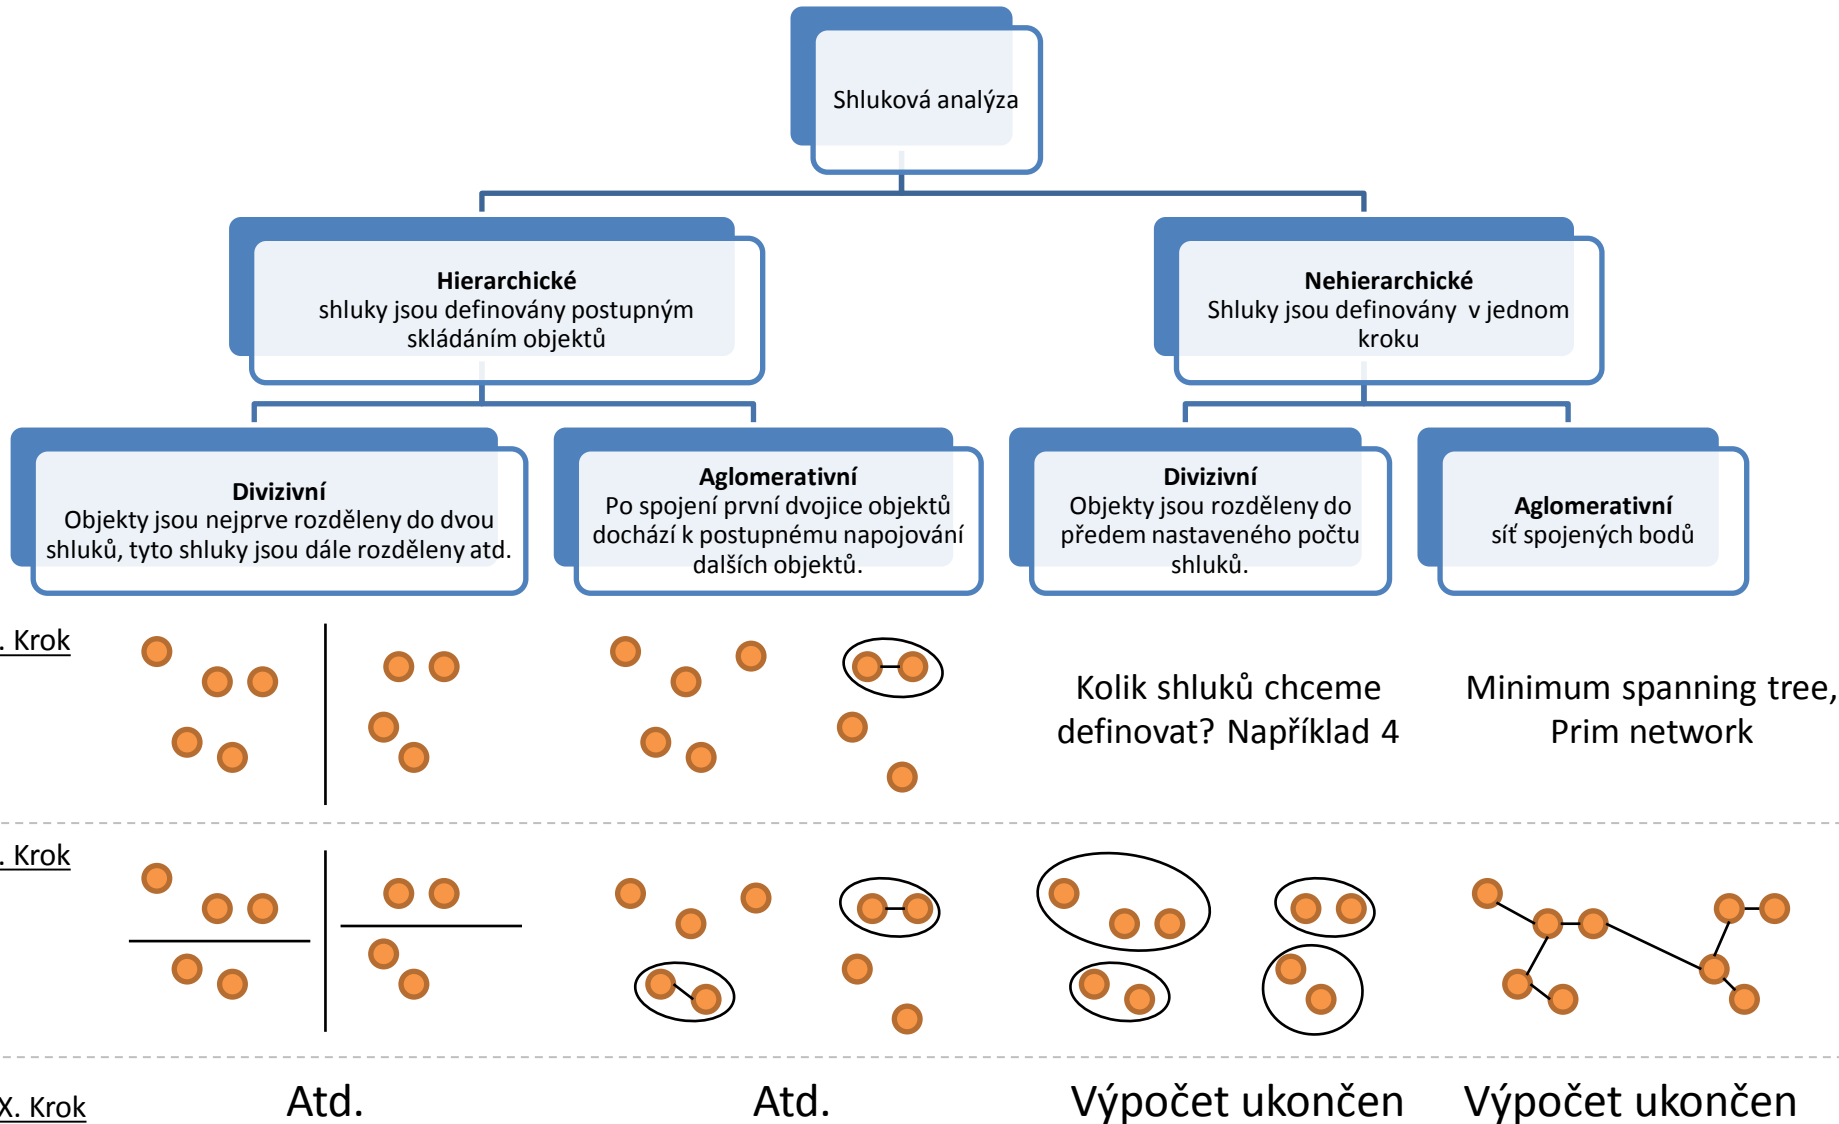 Shluková analýza
Hierarchické
shluky jsou definovány postupným
skládáním objektů
Nehierarchické
Shluky jsou definovány v jednom
kroku
Divizivní
Objekty jsou nejprve rozděleny do dvou
shluků, tyto shluky jsou dále rozděleny atd.
Aglomerativní
Po spojení první dvojice objektů
dochází k postupnému napojování
dalších objektů.
Divizivní
Objekty jsou rozděleny do
předem nastaveného počtu
shluků.
Aglomerativní
síť spojených bodů
. Krok
Kolik shluků chceme
definovat? Například 4
Minimum spanning tree,
Prim network
. Krok
X. Krok
Atd.
Atd.
Výpočet ukončen
Výpočet ukončen